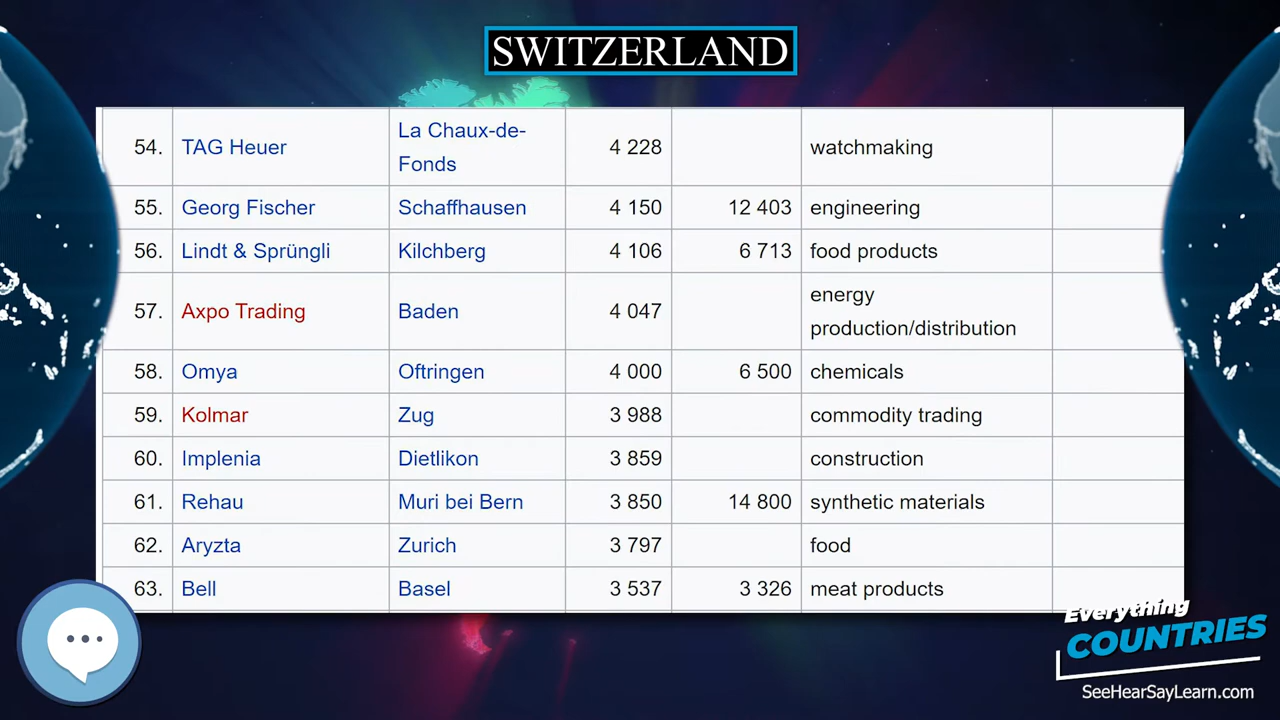 SWITZERLAND
54. TAG Heuer La Chaux-de-Fonds 4 228 watchmaking
55. Georg Fischer Schaffhausen 4 150 12 403 engineering
56. Lindt & Sprüngli Kilchberg 4 106 6 713 food products
57. Axpo Trading Baden 4 047 energy production/distribution
58. Omya Oftringen 4 000 6 500 chemicals
59. Kolmar Zug 3 988 commodity trading
60. Implenia Dietlikon 3 859 construction
61. Rehau Muri bei Bern 3 850 14 800 synthetic materials
62. Aryzta Zurich 3 797 food
63. Bell Basel 3 537 3 326 meat products
Everything
COUNTRIES
SeeHearSayLearn.com